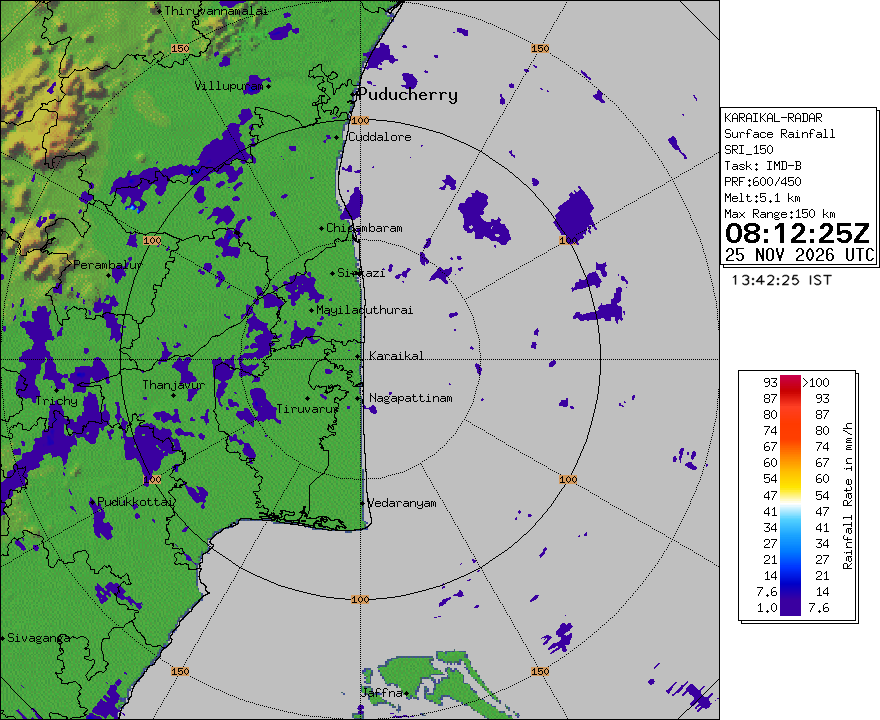 Thiruvannamalai
150
150
Villupuram
Puducherry
100
Cuddalore
Chidambaram
100
100
Perambalur
Sirkazi
Mayiladuthurai
Karaikal
Thanjavur
Trichy
Tiruvarur
Nagapattinam
100
100
Pudukkottai
Vedaranyam
100
Sivaganga
150
150
Jaffna
KARAIKAL-RADAR
Surface Rainfall
SRI_150
Task: IMD-B
PRF:600/450
Melt:5.1 km
Max Range:150 km
08:12:25Z
25 NOV 2026 UTC
13:42:25 IST
93 >100
87 93
80 87
74 80
67 74
60 67
54 60
47 54
41 47
34 41
27 34
21 27
14 21
7.6 14
1.0 7.6
Rainfall Rate in mm/h